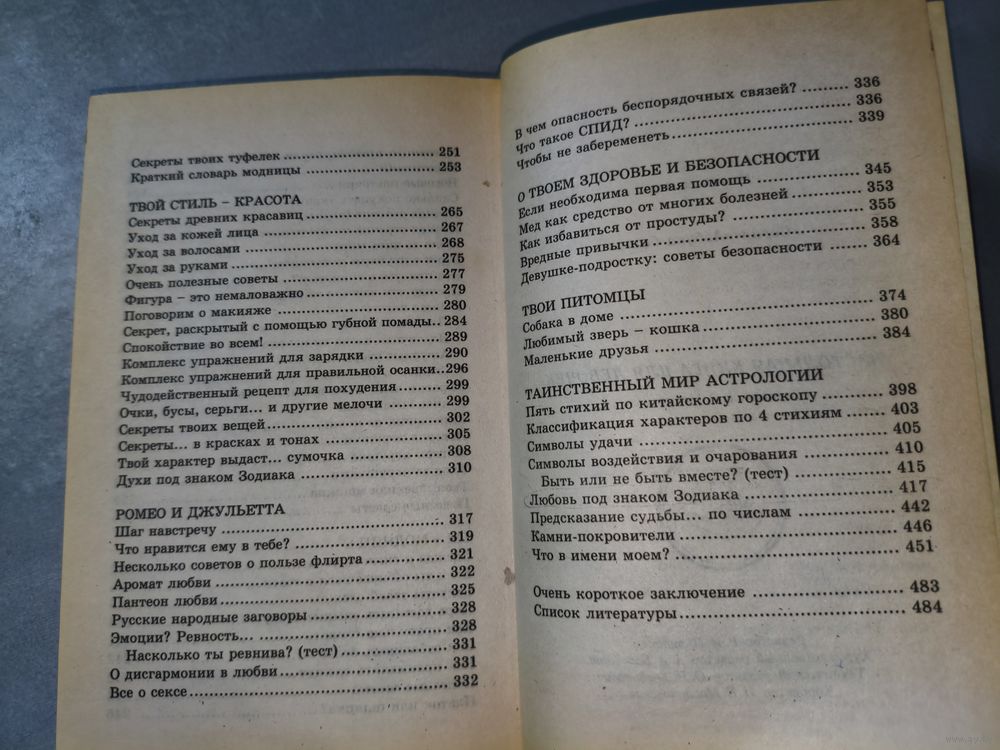 Секреты твоих туфелек 251
Краткий словарь модницы 253
ТВОЙ СТИЛЬ – КРАСОТА
Секреты древних красавиц 265
Уход за кожей лица 267
Уход за волосами 268
Уход за руками 275
Очень полезные советы 277
Фигура – это немаловажно 279
Поговорим о макияже 280
Секрет, раскрытый с помощью губной помады.. 284
Спокойствие во всем! 289
Комплекс упражнений для зарядки 290
Комплекс упражнений для правильной осанки..296
Чудодейственный рецепт для похудения 299
Очки, бусы, серьги... и другие мелочи 299
Секреты твоих вещей 302
Секреты... в красках и тонах 305
Твой характер выдаст... сумочка 308
Духи под знаком Зодиака 310
РОМЕО И ДЖУЛЬЕТТА
Шаг навстречу 317
Что нравится ему в тебе? 319
Несколько советов о пользе флирта 321
Аромат любви 322
Пантеон любви 325
Русские народные заговоры 328
Эмоции? Ревность... 328
Насколько ты ревнива? (тест) 331
О дисгармонии в любви 331
Все о сексе 332
В чем опасность беспорядочных связей? 336
Что такое СПИД? 336
Чтобы не забеременеть 339
О ТВОЕМ ЗДОРОВЬЕ И БЕЗОПАСНОСТИ
Если необходима первая помощь 345
Мед как средство от многих болезней 353
Как избавиться от простуды? 355
Вредные привычки 358
Девушке-подростку: советы безопасности 364
ТВОИ ПИТОМЦЫ
Собака в доме 374
Любимый зверь – кошка 380
Маленькие друзья 384
ТАИНСТВЕННЫЙ МИР АСТРОЛОГИИ
Пять стихий по китайскому гороскопу 398
Классификация характеров по 4 стихиям 403
Символы удачи 405
Символы воздействия и очарования 410
Быть или не быть вместе? (тест) 415
Любовь под знаком Зодиака 417
Предсказание судьбы... по числам 442
Камни-покровители 446
Что в имени моем? 451
Очень короткое заключение 483
Список литературы 484